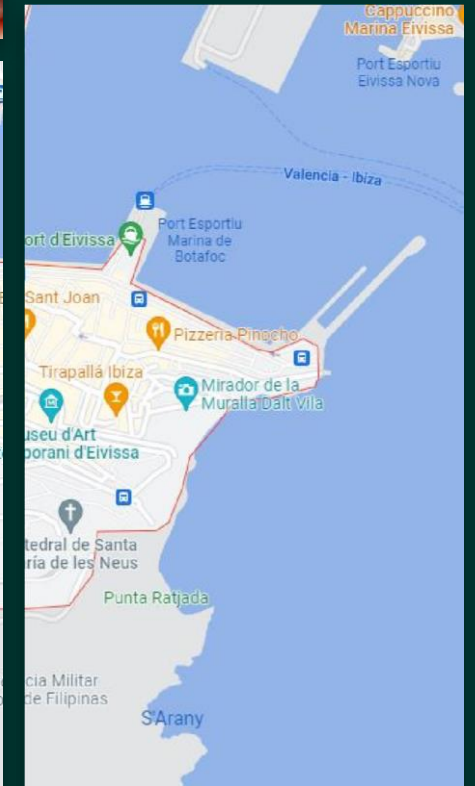 Cappuccino
Marina Eivissa
Port Esportiu
Eivissa Nova
Valencia - Ibiza
Port Esportiu
Marina de
Botafoc
ort d'Eivissa
Sant Joan
Pizzeria Pinocho
Tirapallá Ibiza
Mirador de la
Muralla Dalt Vila
useu d'Art
porani d'Eivissa
tedral de Santa
ría de les Neus
Punta Ratjada
cia Militar
de Filipinas
S'Arany